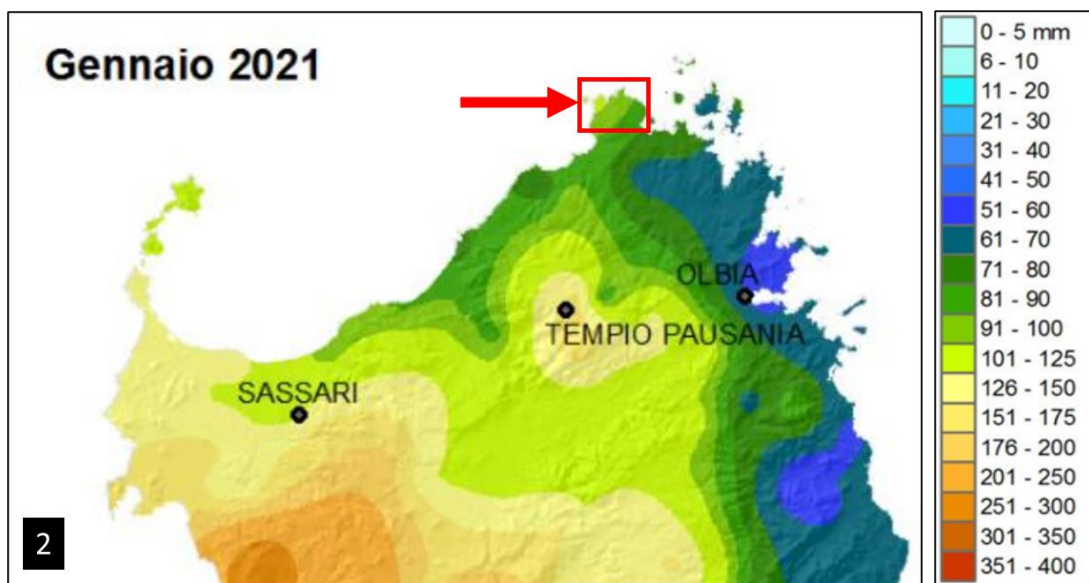 Gennaio 2021
OLBIA
TEMPIO PAUSANIA
SASSARI
2
0 - 5 mm
6 - 10
11 - 20
21 - 30
31 - 40
41 - 50
51 - 60
61 - 70
71 - 80
81 - 90
91 - 100
101 - 125
126 - 150
151 - 175
176 - 200
201 - 250
251 - 300
301 - 350
351 - 400